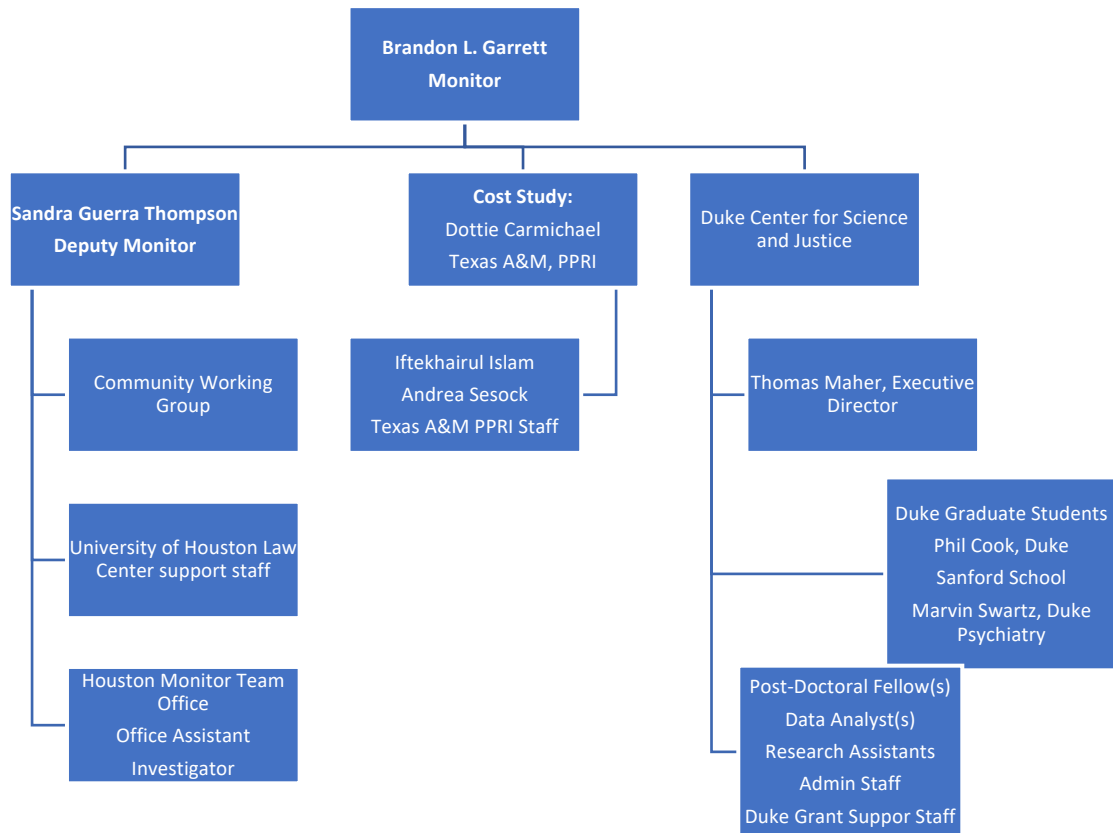 Brandon L. Garrett
Monitor
Sandra Guerra Thompson
Deputy Monitor
Cost Study:
Dottie Carmichael
Texas A&M, PPRI
Duke Center for Science
and Justice
Community Working
Group
Iftekhairul Islam
Andrea Sesock
Texas A&M PPRI Staff
Thomas Maher, Executive
Director
University of Houston Law
Center support staff
Duke Graduate Students
Phil Cook, Duke
Sanford School
Marvin Swartz, Duke
Psychiatry
Houston Monitor Team
Office
Office Assistant
Investigator
Post-Doctoral Fellow(s)
Data Analyst(s)
Research Assistants
Admin Staff
Duke Grant Suppor Staff